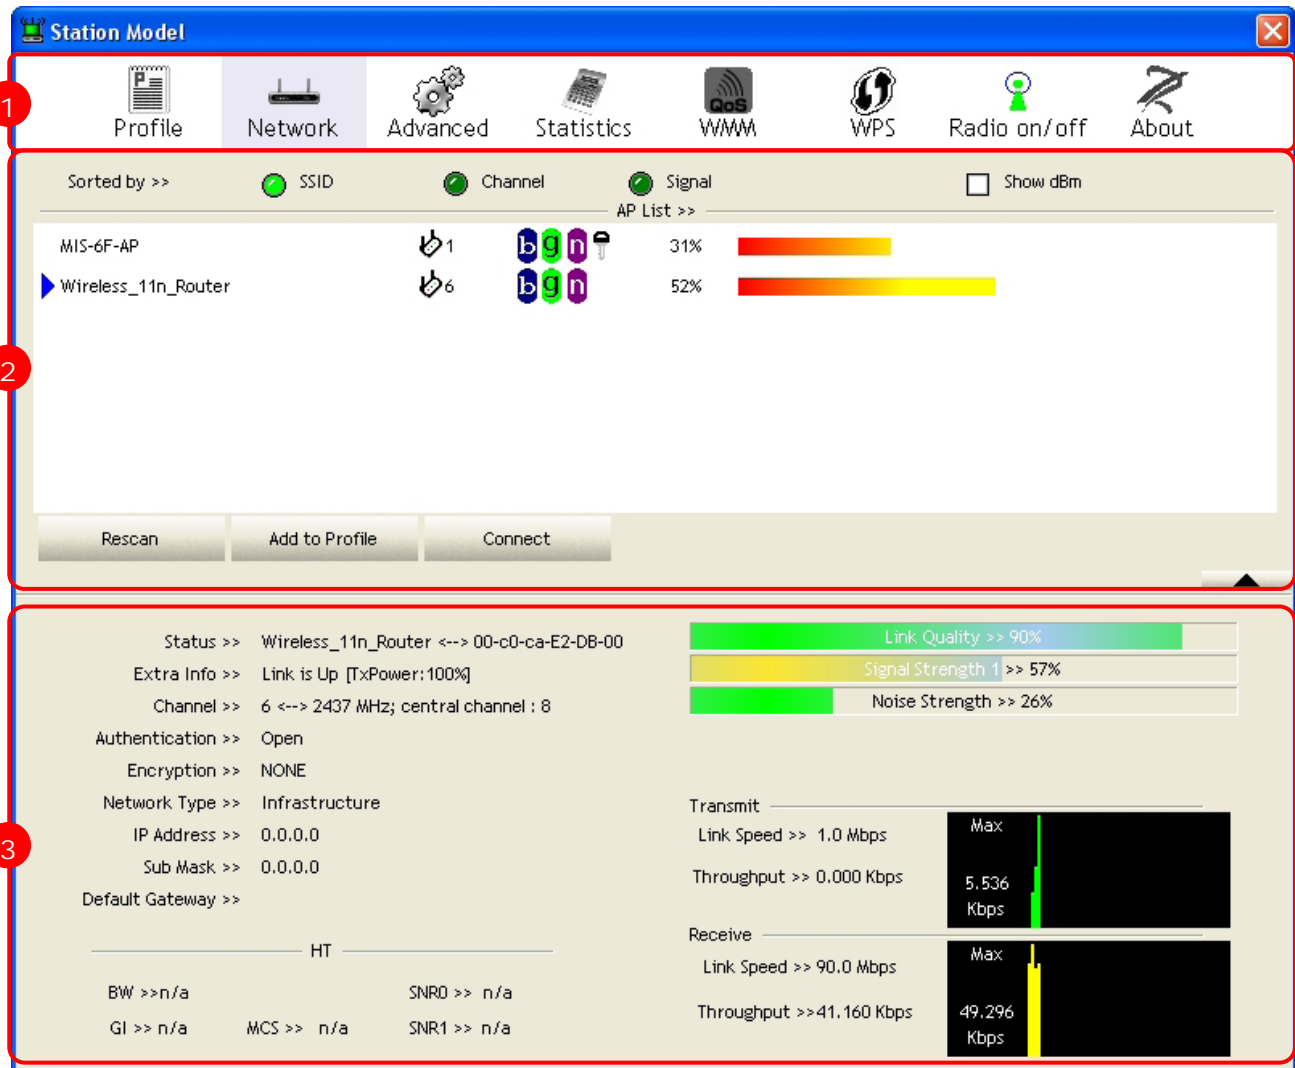 Station Model
1
Profile Network Advanced Statistics QoS WMM WPS Radio on/off About
2
Sorted by >> SSID Channel Signal Show dBm
AP List >>
MIS-6F-AP 1 b g n 31%
Wireless_11n_Router 6 b g n 52%
Rescan Add to Profile Connect
3
Status >> Wireless_11n_Router <--> 00-c0-ca-E2-DB-00
Extra Info >> Link is Up [TxPower:100%]
Channel >> 6 <--> 2437 MHz; central channel : 8
Authentication >> Open
Encryption >> NONE
Network Type >> Infrastructure
IP Address >> 0.0.0.0
Sub Mask >> 0.0.0.0
Default Gateway >>
HT
BW >>n/a SNR0 >> n/a
GI >> n/a MCS >> n/a SNR1 >> n/a
Link Quality >> 90%
Signal Strength 1 >> 57%
Noise Strength >> 26%
Transmit
Link Speed >> 1.0 Mbps
Throughput >> 0.000 Kbps
Max
5.536
Kbps
Receive
Link Speed >> 90.0 Mbps
Throughput >>41.160 Kbps
Max
49.296
Kbps